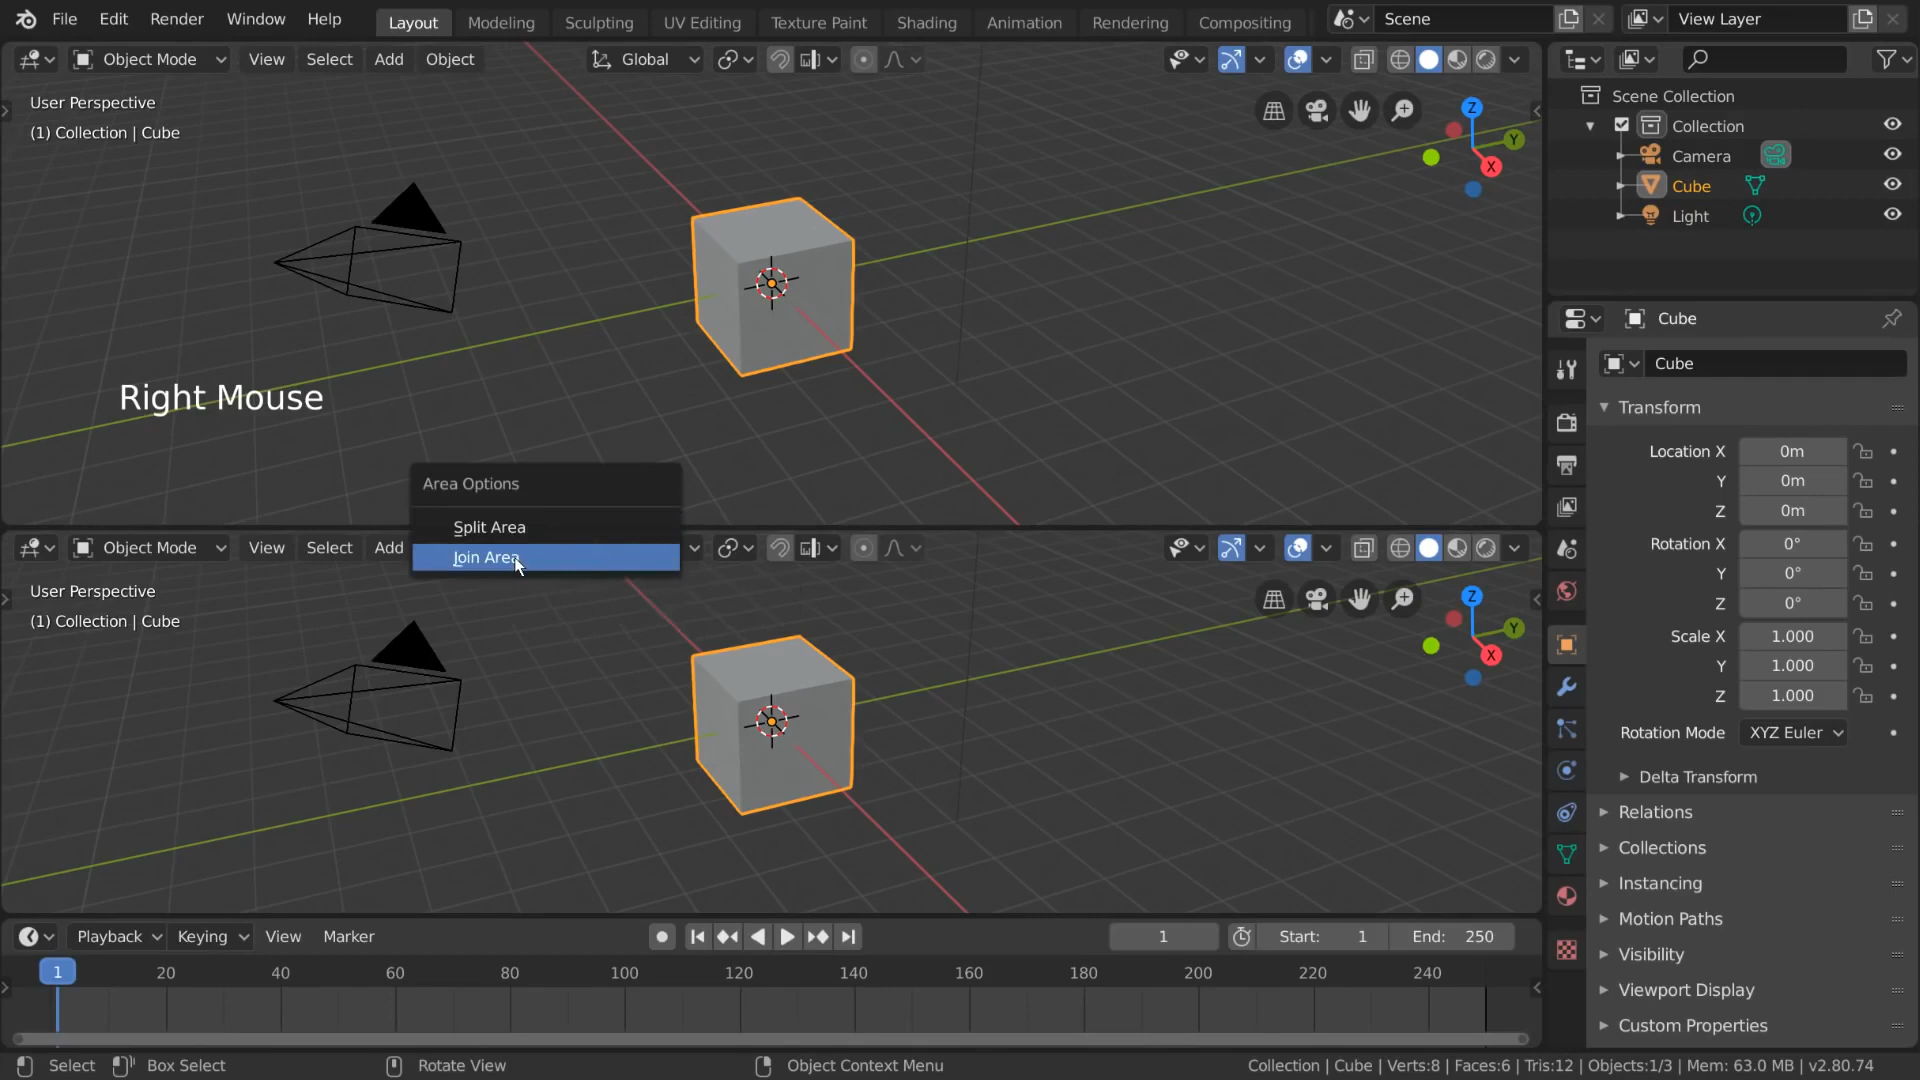 File Edit Render Window Help Layout Modeling Sculpting UV Editing Texture Paint Shading Animation Rendering Compositing Scene View Layer
Object Mode View Select Add Object Global
User Perspective
(1) Collection | Cube
Z
Y
X
Right Mouse
Area Options
Split Area
Join Area
Object Mode View Select Add
User Perspective
(1) Collection | Cube
Z
Y
X
Playback Keying View Marker 1 Start: 1 End: 250
1 20 40 60 80 100 120 140 160 180 200 220 240
Scene Collection
Collection
Camera
Cube
Light
Cube
Cube
Transform
Location X 0m
Y 0m
Z 0m
Rotation X 0°
Y 0°
Z 0°
Scale X 1.000
Y 1.000
Z 1.000
Rotation Mode XYZ Euler
Delta Transform
Relations
Collections
Instancing
Motion Paths
Visibility
Viewport Display
Custom Properties
Select Box Select Rotate View Object Context Menu Collection | Cube | Verts:8 | Faces:6 | Tris:12 | Objects:1/3 | Mem: 63.0 MB | v2.80.74